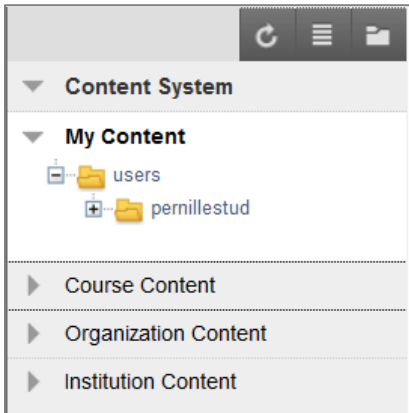 Content System
My Content
users
pernillestud
Course Content
Organization Content
Institution Content